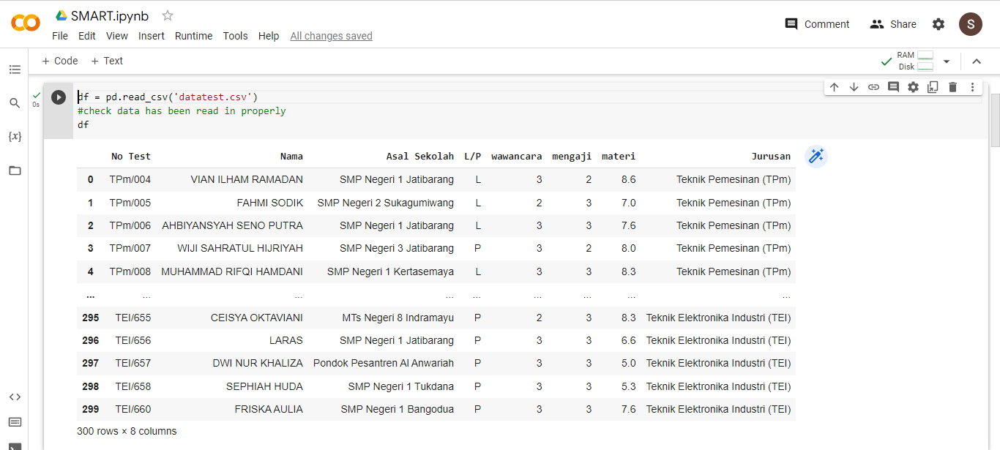 SMART.ipynb
File Edit View Insert Runtime Tools Help All changes saved
Comment Share S
+ Code + Text
RAM
Disk
{x}
0s
df = pd.read_csv('datatest.csv')
#check data has been read in properly
df
No Test Nama Asal Sekolah L/P wawancara mengaji materi Jurusan
0 TPm/004 VIAN ILHAM RAMADAN SMP Negeri 1 Jatibarang L 3 2 8.6 Teknik Pemesinan (TPm)
1 TPm/005 FAHMI SODIK SMP Negeri 2 Sukagumiwang L 2 3 7.0 Teknik Pemesinan (TPm)
2 TPm/006 AHBIYANSYAH SENO PUTRA SMP Negeri 1 Jatibarang L 3 3 7.6 Teknik Pemesinan (TPm)
3 TPm/007 WIJI SAHRATUL HIJRIYAH SMP Negeri 3 Jatibarang P 3 2 8.0 Teknik Pemesinan (TPm)
4 TPm/008 MUHAMMAD RIFQI HAMDANI SMP Negeri 1 Kertasemaya L 3 3 8.3 Teknik Pemesinan (TPm)
... ... ... ... ... ... ... ... ...
295 TEI/655 CEISYA OKTAVIANI MTs Negeri 8 Indramayu P 2 3 8.3 Teknik Elektronika Industri (TEI)
296 TEI/656 LARAS SMP Negeri 1 Jatibarang P 3 3 6.6 Teknik Elektronika Industri (TEI)
297 TEI/657 DWI NUR KHALIZA Pondok Pesantren Al Anwariah P 3 3 5.0 Teknik Elektronika Industri (TEI)
298 TEI/658 SEPHIAH HUDA SMP Negeri 1 Tukdana P 3 3 5.3 Teknik Elektronika Industri (TEI)
299 TEI/660 FRISKA AULIA SMP Negeri 1 Bangodua P 3 3 7.6 Teknik Elektronika Industri (TEI)
300 rows × 8 columns